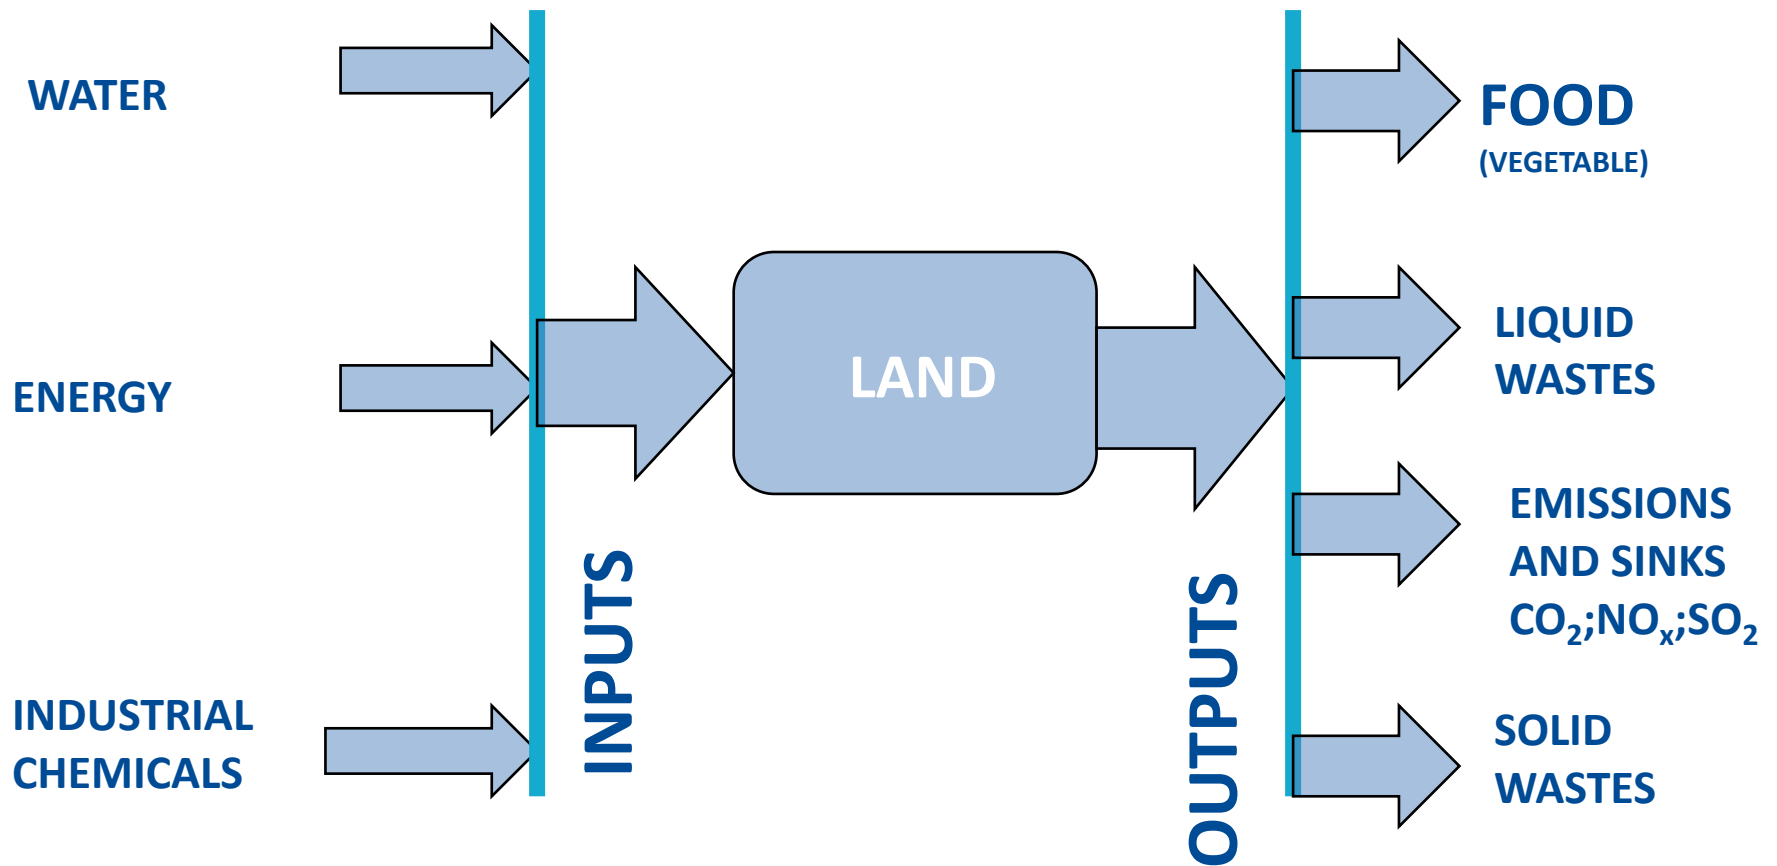 WATER
ENERGY
INDUSTRIAL
CHEMICALS
INPUTS
LAND
OUTPUTS
FOOD
(VEGETABLE)
LIQUID
WASTES
EMISSIONS
AND SINKS
CO₂;NOₓ;SO₂
SOLID
WASTES